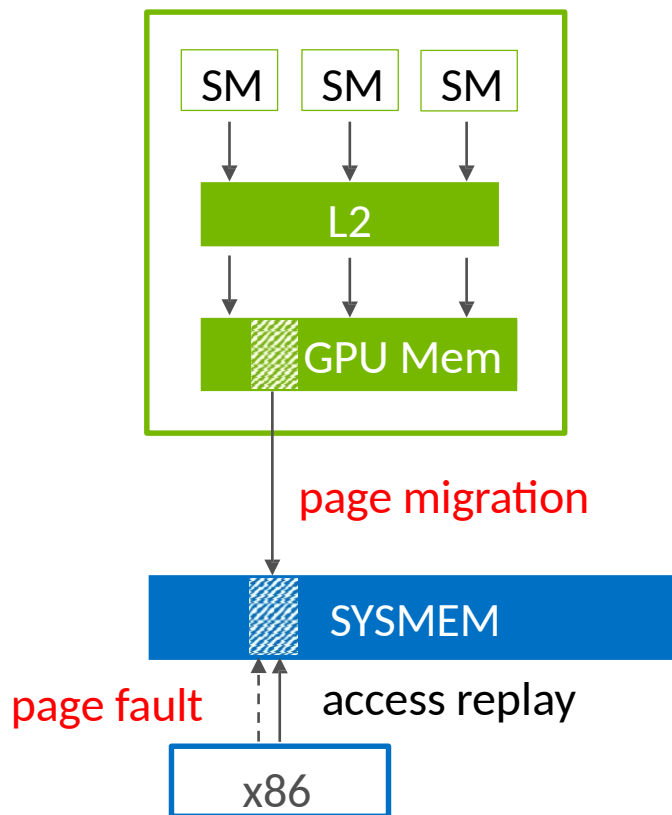 SM SM SM
L2
GPU Mem
page migration
SYSMEM
page fault
access replay
x86